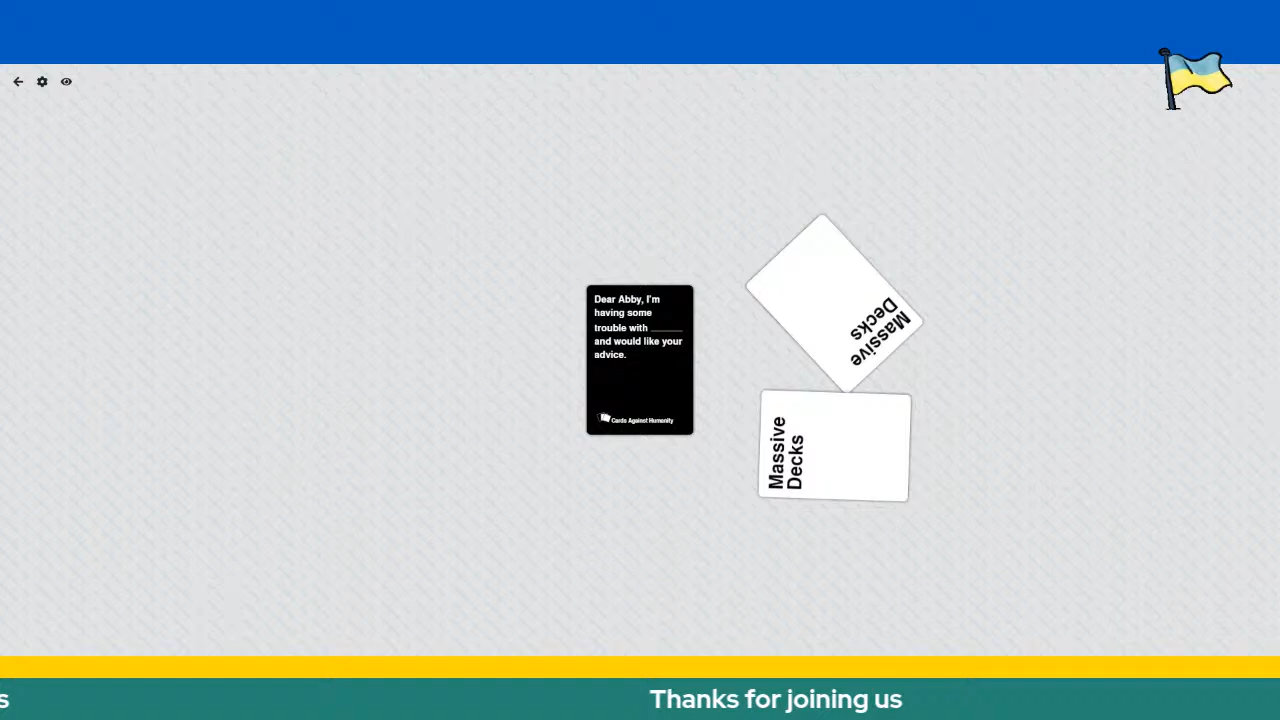 Dear Abby, I'm
having some
trouble with ______
and would like your
advice.
Cards Against Humanity
Massive
Decks
Massive
Decks
s
Thanks for joining us